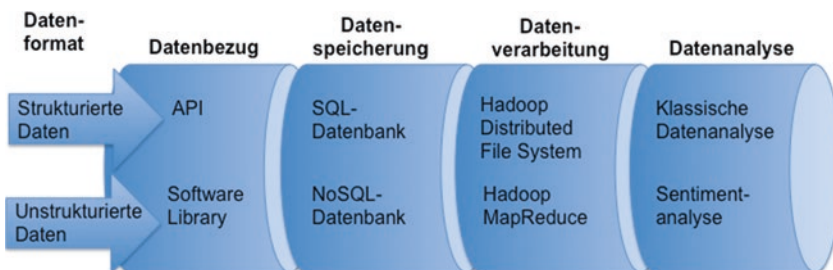 Daten-
format
Datenbezug
Daten-
speicherung
Daten-
verarbeitung
Datenanalyse
Strukturierte
Daten
API
SQL-
Datenbank
Hadoop
Distributed
File System
Klassische
Datenanalyse
Unstrukturierte
Daten
Software
Library
NoSQL-
Datenbank
Hadoop
MapReduce
Sentiment-
analyse